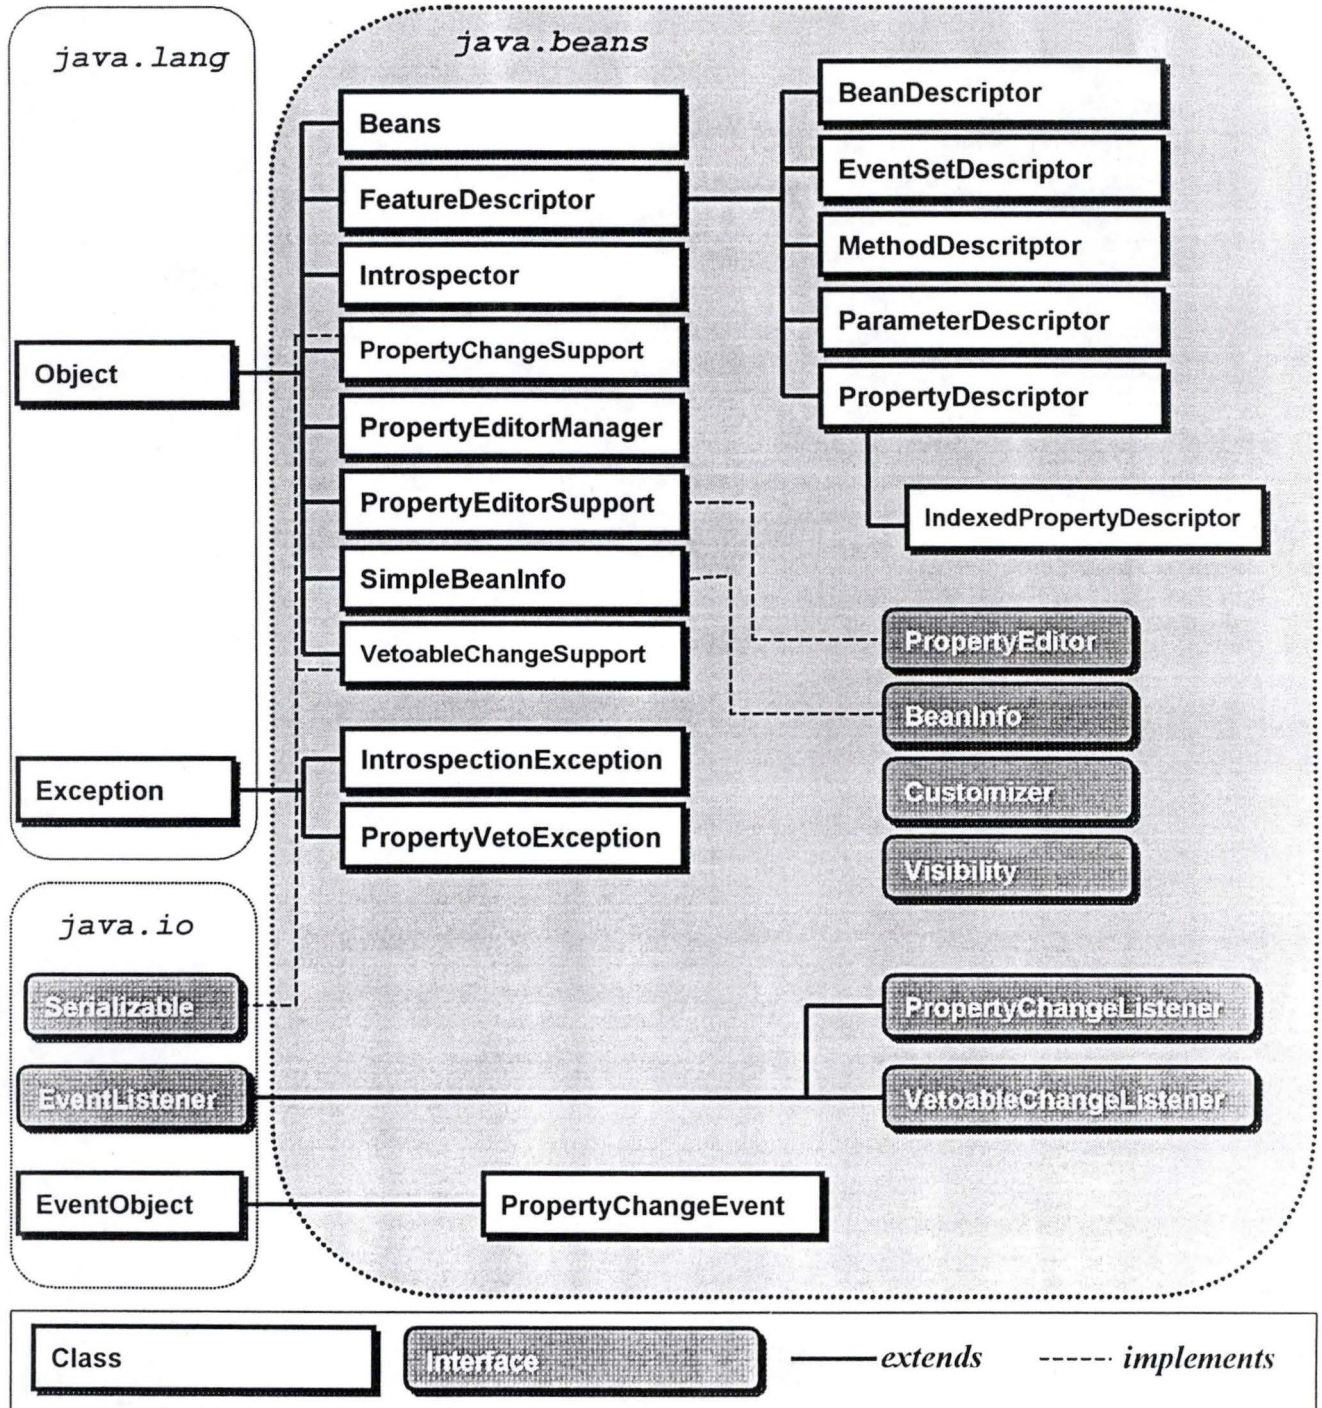 java.lang
java.beans
Beans
FeatureDescriptor
Introspector
PropertyChangeSupport
PropertyEditorManager
PropertyEditorSupport
SimpleBeanInfo
VetoableChangeSupport
IntrospectionException
PropertyVetoException
BeanDescriptor
EventSetDescriptor
MethodDescritptor
ParameterDescriptor
PropertyDescriptor
IndexedPropertyDescriptor
PropertyEditor
BeanInfo
Customizer
Visibility
Object
Exception
java.io
Serializable
EventListener
EventObject
PropertyChangeListener
VetoableChangeListener
PropertyChangeEvent
Class
Interface
extends
implements